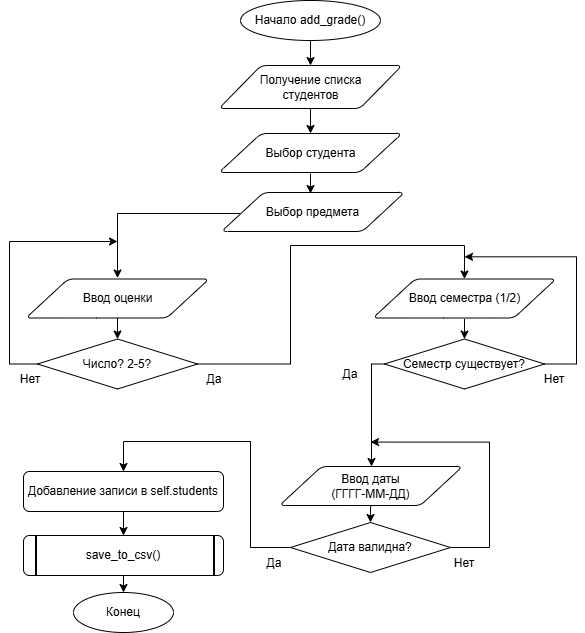 Начало add_grade()
Получение списка
студентов
Выбор студента
Выбор предмета
Ввод оценки
Ввод семестра (1/2)
Число? 2-5?
Семестр существует?
Нет
Да
Да
Нет
Ввод даты
(ГГГГ-ММ-ДД)
Добавление записи в self.students
Дата валидна?
save_to_csv()
Да
Нет
Конец